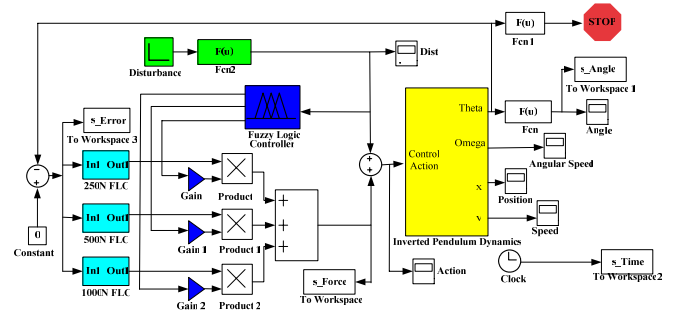 F(u)
Fcn1
STOP
Disturbance
F(u)
Fcn2
Dist
s_Angle
To Workspace 1
s_Error
To Workspace 3
Fuzzy Logic
Controller
Theta
F(u)
Fcn
Angle
Omega
Angular Speed
Control
Action
x
Position
v
Speed
Inverted Pendulum Dynamics
In1 Out1
250N FLC
Gain
Product
In1 Out1
500N FLC
Gain 1
Product 1
In1 Out1
1000N FLC
Gain 2
Product 2
0
Constant
s_Force
To Workspace
Action
Clock
s_Time
To Workspace2